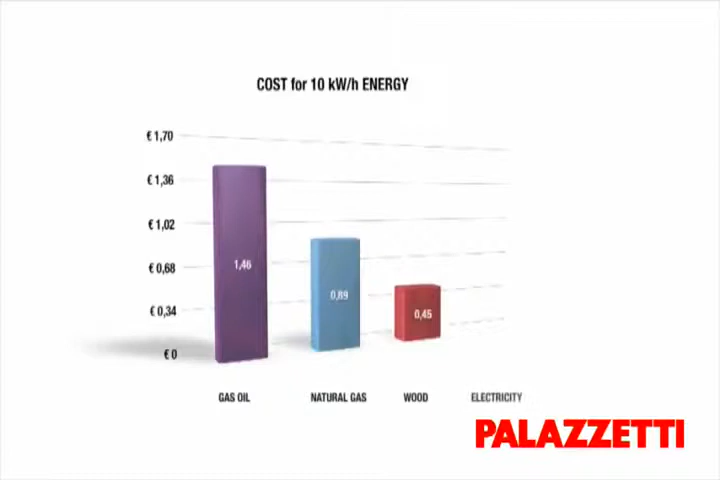 COST for 10 kW/h ENERGY
€ 1,70
€ 1,36
€ 1,02
€ 0,68
€ 0,34
€ 0
1,46
0,89
0,45
GAS OIL
NATURAL GAS
WOOD
ELECTRICITY
PALAZZETTI